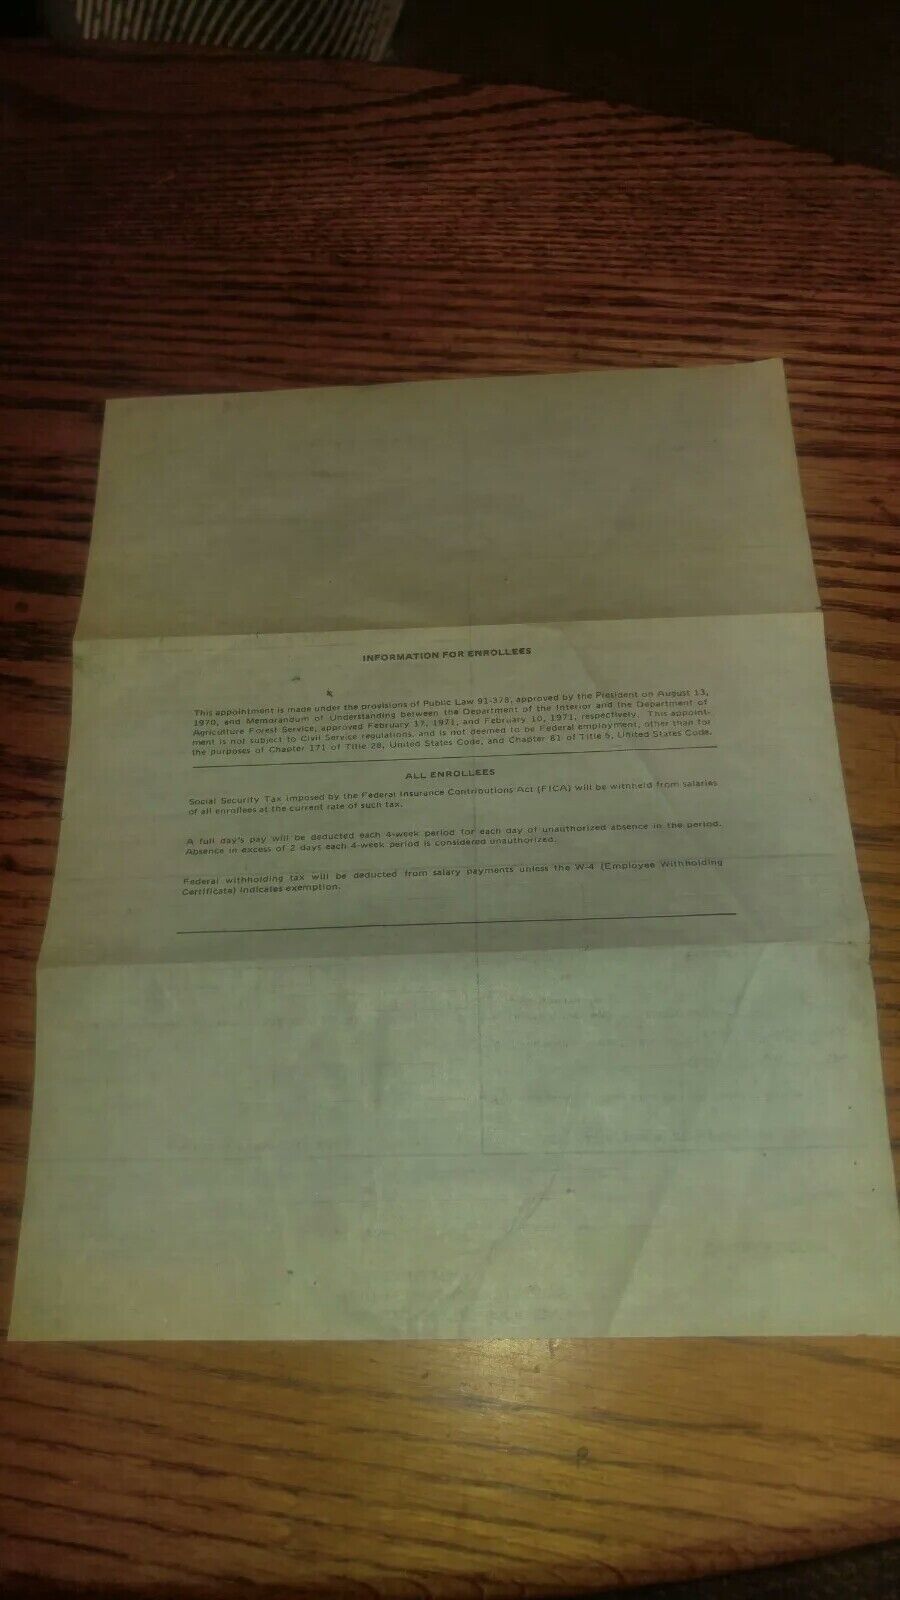 INFORMATION FOR ENROLLEES
This appointment is made under the provisions of Public Law 91-378, approved by the President on August 13,
1970, and Memorandum of Understanding between the Department of the Interior and the Department of
Agriculture Forest Service, approved February 17, 1971, and February 10, 1971, respectively. This appoint-
ment is not subject to Civil Service regulations, and is not deemed to be Federal employment, other than for
the purposes of Chapter 171 of Title 28, United States Code, and Chapter 81 of Title 5, United States Code.
ALL ENROLLEES
Social Security Tax imposed by the Federal Insurance Contributions Act (FICA) will be withheld from salaries
of all enrollees at the current rate of such tax.
A full day's pay will be deducted each 4-week period for each day of unauthorized absence in the period.
Absence in excess of 2 days each 4-week period is considered unauthorized.
Federal withholding tax will be deducted from salary payments unless the W-4 (Employee Withholding
Certificate) indicates exemption.